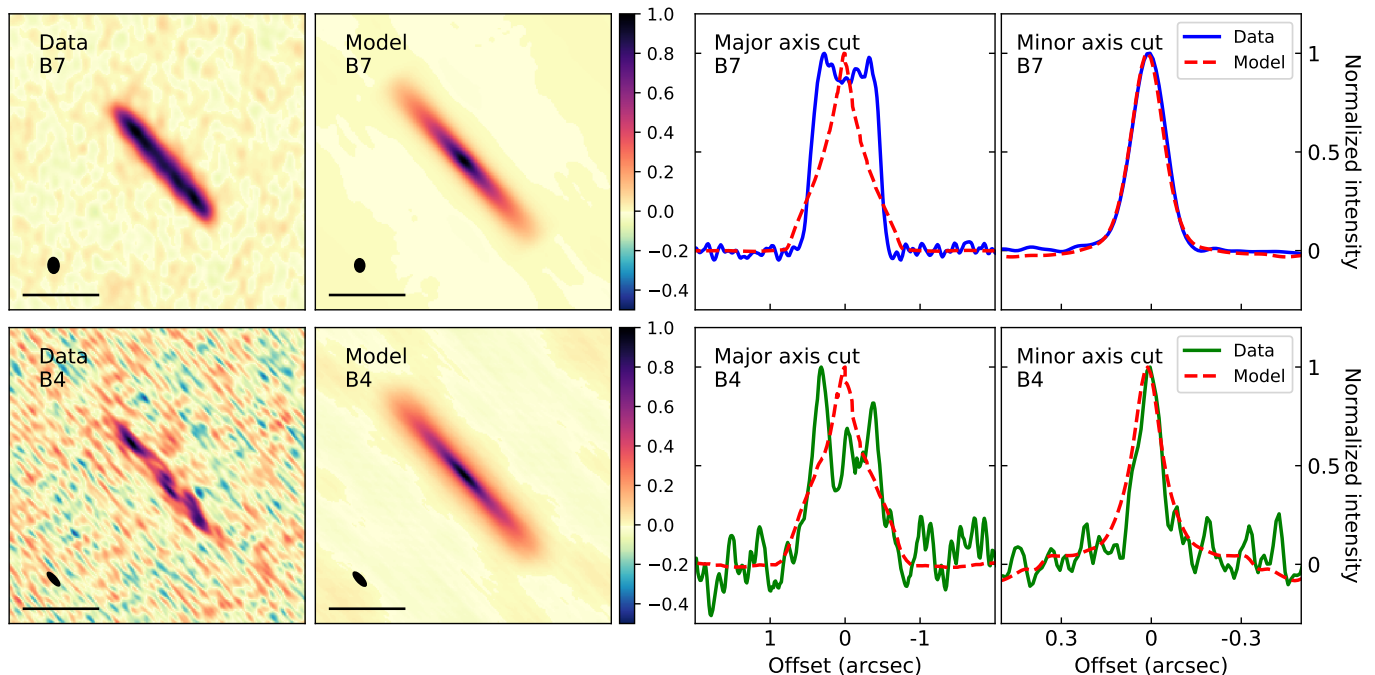 Data
B7
Model
B7
1.0
0.8
0.6
0.4
0.2
0.0
−0.2
−0.4
Major axis cut
B7
Minor axis cut
B7
Data
Model
1
0.5
0
Normalized intensity
Data
B4
Model
B4
1.0
0.8
0.6
0.4
0.2
0.0
−0.2
−0.4
Major axis cut
B4
1 0 -1
Offset (arcsec)
Minor axis cut
B4
Data
Model
1
0.5
0
Normalized intensity
0.3 0 -0.3
Offset (arcsec)